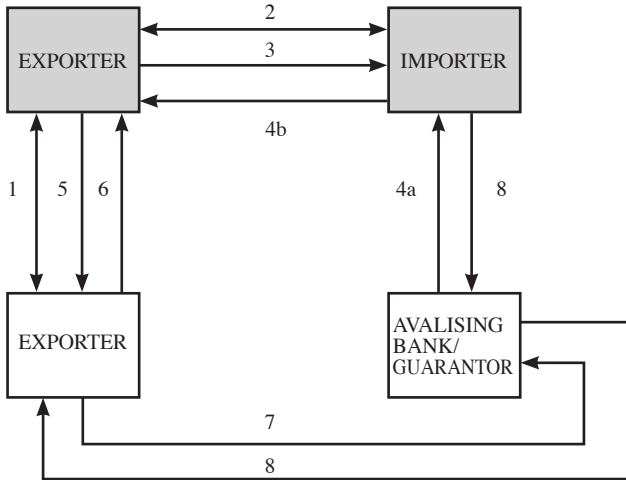 2
EXPORTER
3
IMPORTER
4b
1
5
6
4a
8
EXPORTER
AVALISING
BANK/
GUARANTOR
7
8